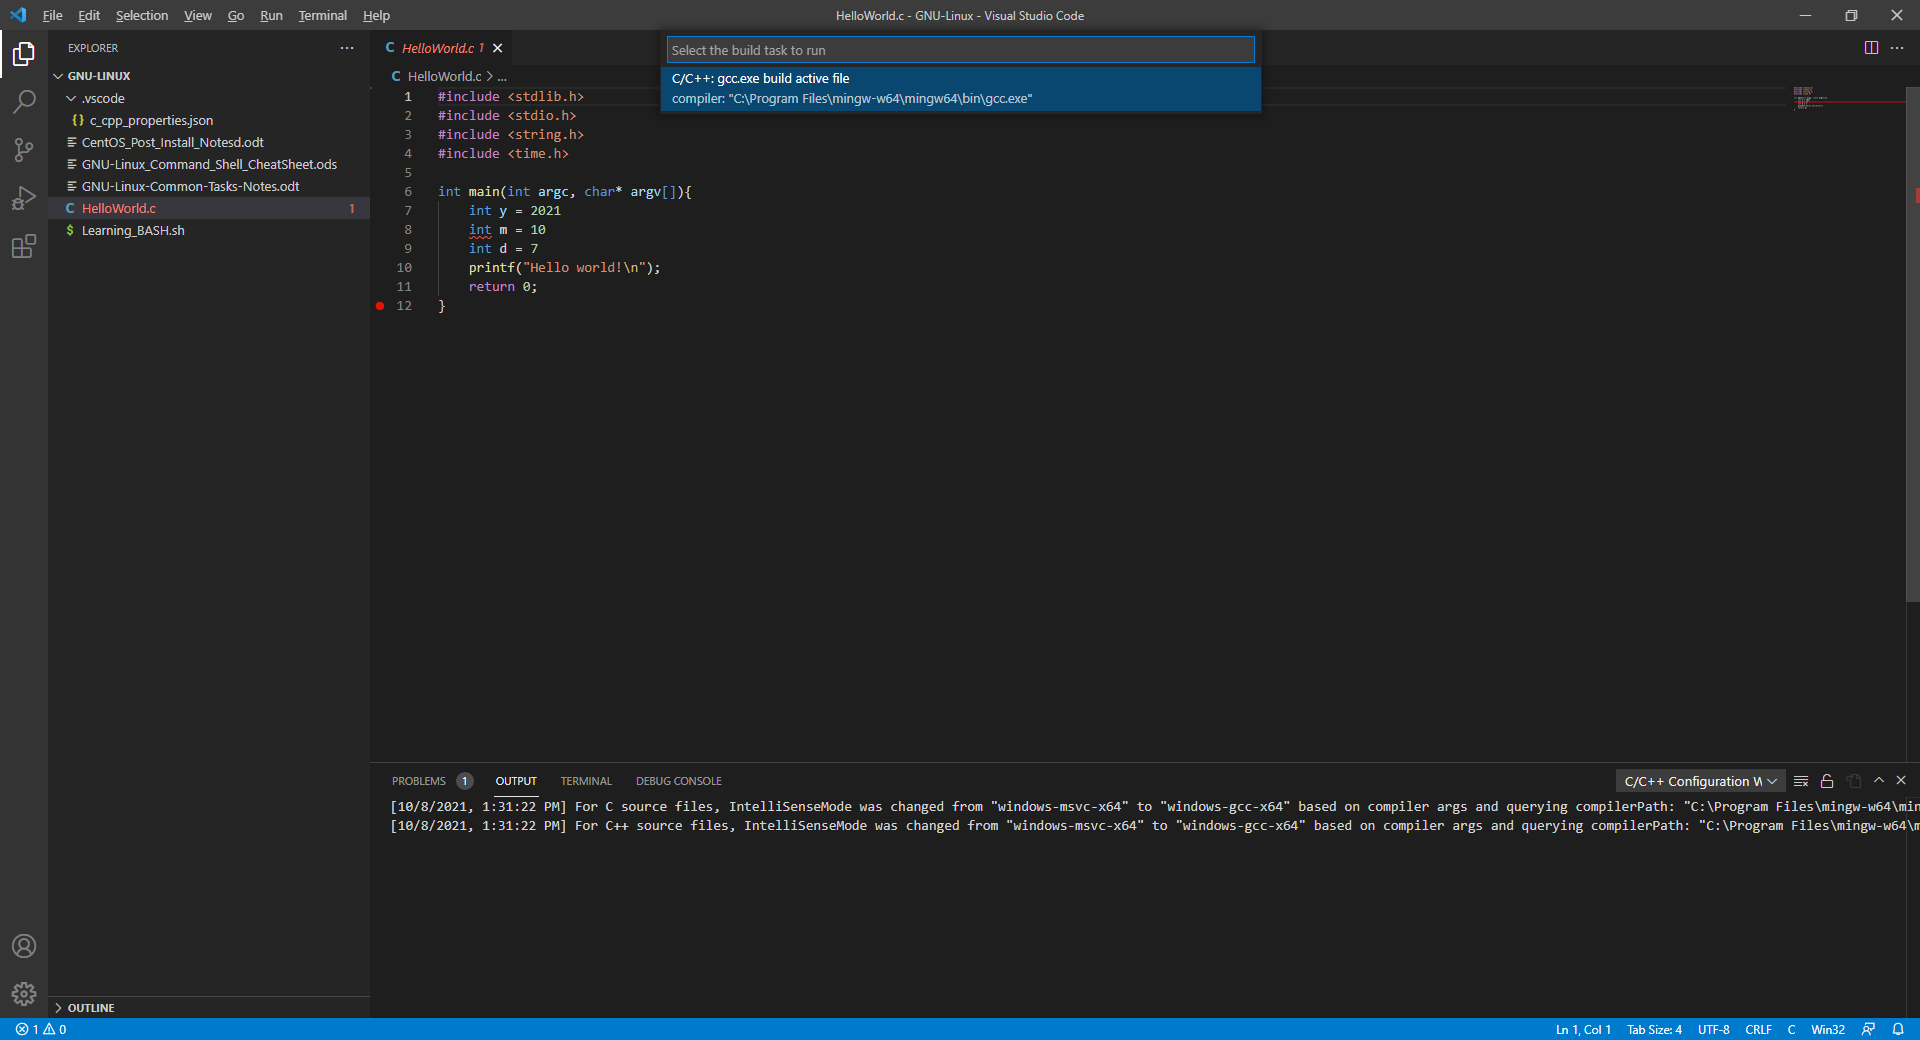 File Edit Selection View Go Run Terminal Help
HelloWorld.c - GNU-Linux - Visual Studio Code
EXPLORER
GNU-LINUX
.vscode
{} c_cpp_properties.json
CentOS_Post_Install_Notesd.odt
GNU-Linux_Command_Shell_CheatSheet.ods
GNU-Linux-Common-Tasks-Notes.odt
C HelloWorld.c 1
$ Learning_BASH.sh
OUTLINE
C HelloWorld.c 1
C HelloWorld.c > ...
Select the build task to run
C/C++: gcc.exe build active file
compiler: "C:\Program Files\mingw-w64\mingw64\bin\gcc.exe"
1 #include <stdlib.h>
2 #include <stdio.h>
3 #include <string.h>
4 #include <time.h>
5
6 int main(int argc, char* argv[]){
7 int y = 2021
8 int m = 10
9 int d = 7
10 printf("Hello world!\n");
11 return 0;
12 }
PROBLEMS 1 OUTPUT TERMINAL DEBUG CONSOLE
C/C++ Configuration W
[10/8/2021, 1:31:22 PM] For C source files, IntelliSenseMode was changed from "windows-msvc-x64" to "windows-gcc-x64" based on compiler args and querying compilerPath: "C:\Program Files\mingw-w64\min
[10/8/2021, 1:31:22 PM] For C++ source files, IntelliSenseMode was changed from "windows-msvc-x64" to "windows-gcc-x64" based on compiler args and querying compilerPath: "C:\Program Files\mingw-w64\m
1 0
Ln 1, Col 1 Tab Size: 4 UTF-8 CRLF C Win32